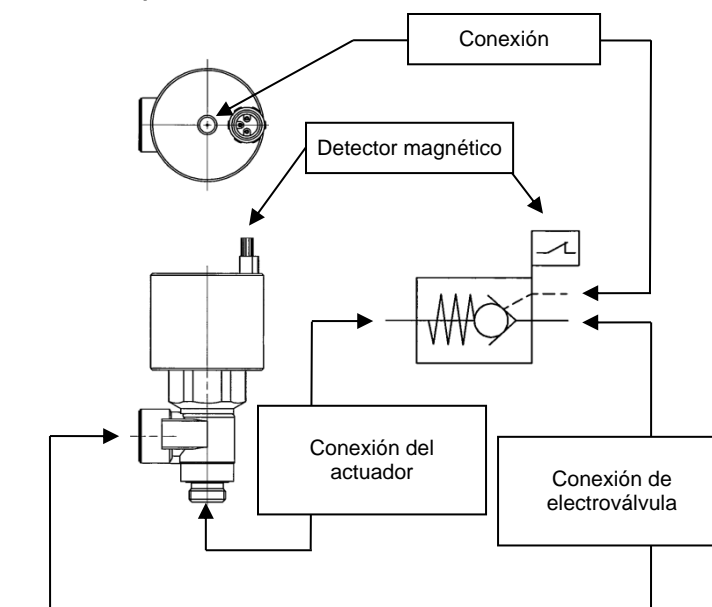 Conexión
Detector magnético
Conexión del
actuador
Conexión de
electroválvula